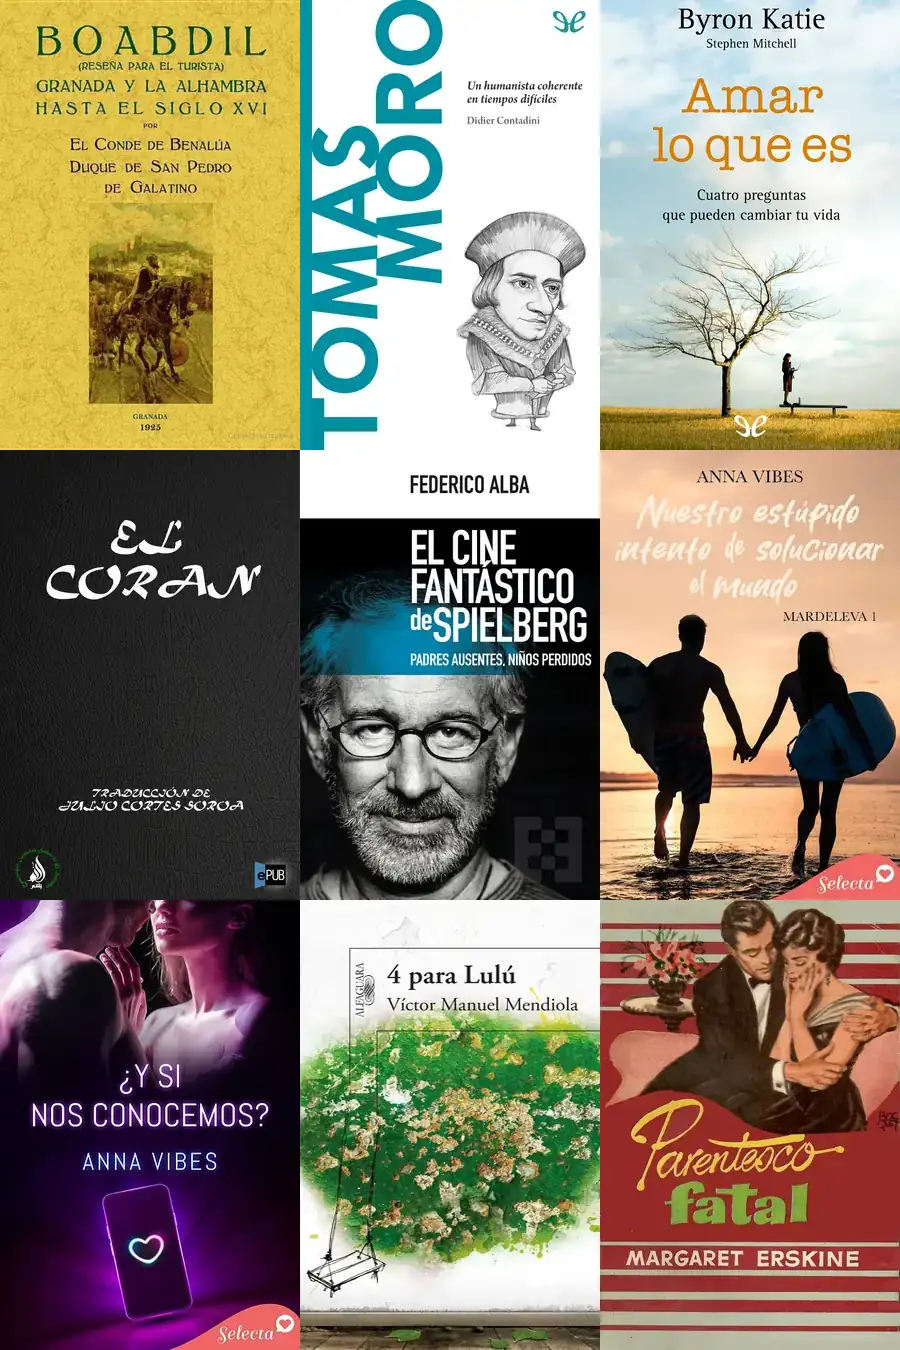 BOABDIL
(RESEÑA PARA EL TURISTA)
GRANADA Y LA ALHAMBRA
HASTA EL SIGLO XVI
POR
EL CONDE DE BENALÚA
DUQUE DE SAN PEDRO
DE GALATINO
GRANADA
1925
TOMÁS
MORO
Un humanista coherente
en tiempos difíciles
Didier Contadini
Byron Katie
Stephen Mitchell
Amar
lo que es
Cuatro preguntas
que pueden cambiar tu vida
EL
CORAN
TRADUCCIÓN DE
JULIO CORTES SOROA
ePUB
FEDERICO ALBA
EL CINE
FANTÁSTICO
de SPIELBERG
PADRES AUSENTES, NIÑOS PERDIDOS
ANNA VIBES
Nuestro estúpido
intento de solucionar
el mundo
MARDELEVA 1
Selecta
¿Y SI
NOS CONOCEMOS?
ANNA VIBES
Selecta
ALFAGUARA
4 para Lulú
Víctor Manuel Mendiola
Parentesco
fatal
MARGARET ERSKINE